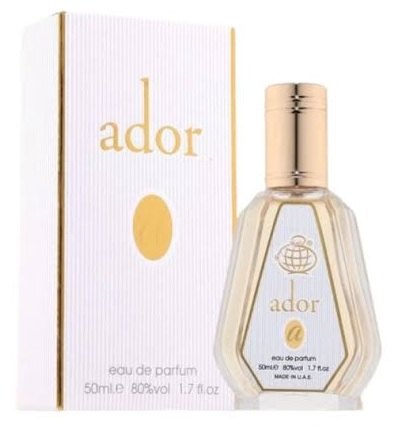 ador
a
eau de parfum
50ml.℮ 80%vol 1.7 fl.oz
ador
a
eau de parfum
50ml.℮ 80%vol 1.7 fl.oz
MADE IN U.A.E.